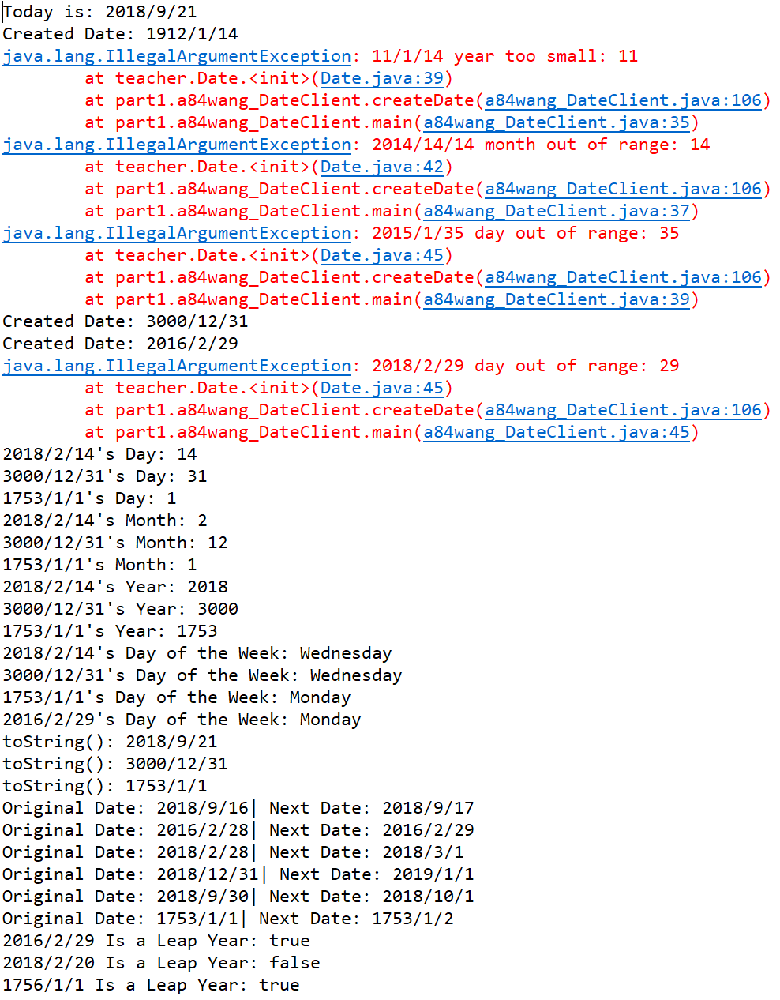 Today is: 2018/9/21
Created Date: 1912/1/14
java.lang.IllegalArgumentException: 11/1/14 year too small: 11
at teacher.Date.<init>(Date.java:39)
at part1.a84wang_DateClient.createDate(a84wang_DateClient.java:106)
at part1.a84wang_DateClient.main(a84wang_DateClient.java:35)
java.lang.IllegalArgumentException: 2014/14/14 month out of range: 14
at teacher.Date.<init>(Date.java:42)
at part1.a84wang_DateClient.createDate(a84wang_DateClient.java:106)
at part1.a84wang_DateClient.main(a84wang_DateClient.java:37)
java.lang.IllegalArgumentException: 2015/1/35 day out of range: 35
at teacher.Date.<init>(Date.java:45)
at part1.a84wang_DateClient.createDate(a84wang_DateClient.java:106)
at part1.a84wang_DateClient.main(a84wang_DateClient.java:39)
Created Date: 3000/12/31
Created Date: 2016/2/29
java.lang.IllegalArgumentException: 2018/2/29 day out of range: 29
at teacher.Date.<init>(Date.java:45)
at part1.a84wang_DateClient.createDate(a84wang_DateClient.java:106)
at part1.a84wang_DateClient.main(a84wang_DateClient.java:45)
2018/2/14's Day: 14
3000/12/31's Day: 31
1753/1/1's Day: 1
2018/2/14's Month: 2
3000/12/31's Month: 12
1753/1/1's Month: 1
2018/2/14's Year: 2018
3000/12/31's Year: 3000
1753/1/1's Year: 1753
2018/2/14's Day of the Week: Wednesday
3000/12/31's Day of the Week: Wednesday
1753/1/1's Day of the Week: Monday
2016/2/29's Day of the Week: Monday
toString(): 2018/9/21
toString(): 3000/12/31
toString(): 1753/1/1
Original Date: 2018/9/16| Next Date: 2018/9/17
Original Date: 2016/2/28| Next Date: 2016/2/29
Original Date: 2018/2/28| Next Date: 2018/3/1
Original Date: 2018/12/31| Next Date: 2019/1/1
Original Date: 2018/9/30| Next Date: 2018/10/1
Original Date: 1753/1/1| Next Date: 1753/1/2
2016/2/29 Is a Leap Year: true
2018/2/20 Is a Leap Year: false
1756/1/1 Is a Leap Year: true